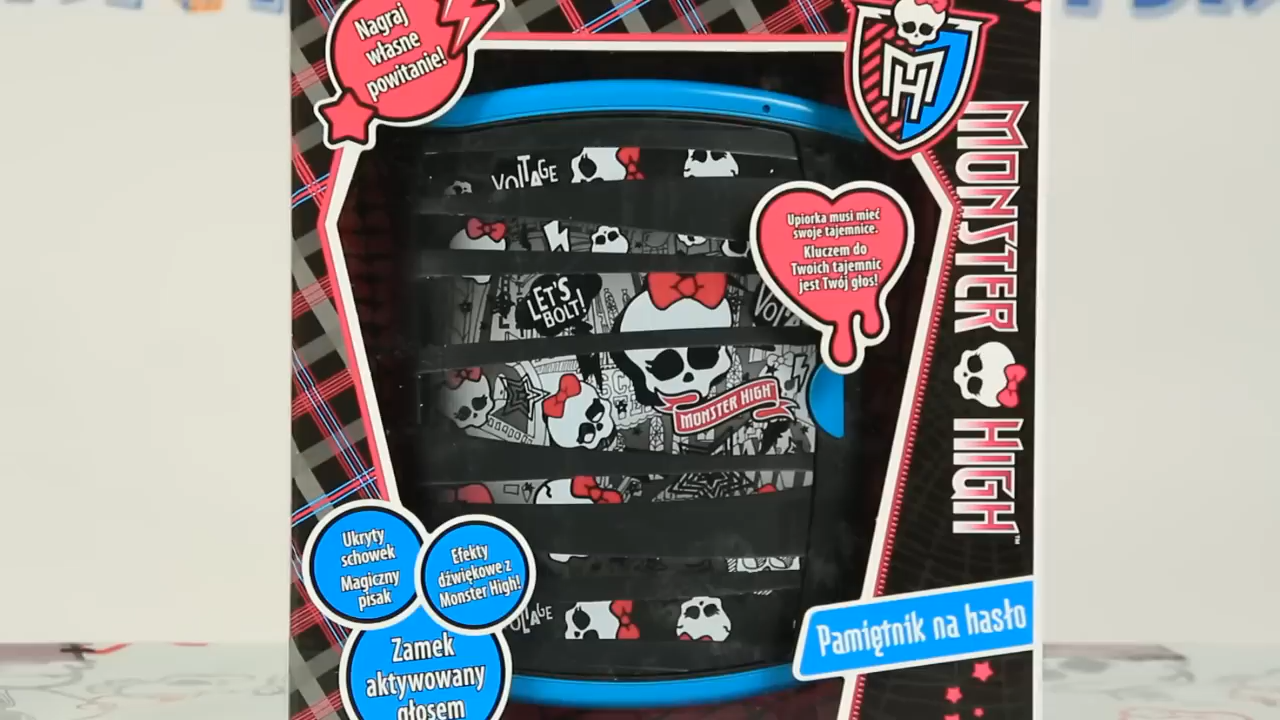 Nagraj
własne
powitanie!
MH
MONSTER HIGH™
VOLTAGE
Upiorka musi mieć
swoje tajemnice.
Kluczem do
Twoich tajemnic
jest Twój głos!
LET'S
BOLT!
MONSTER HIGH
Ukryty
schowek
Magiczny
pisak
Efekty
dźwiękowe z
Monster High!
Zamek
aktywowany
głosem
Pamiętnik na hasło